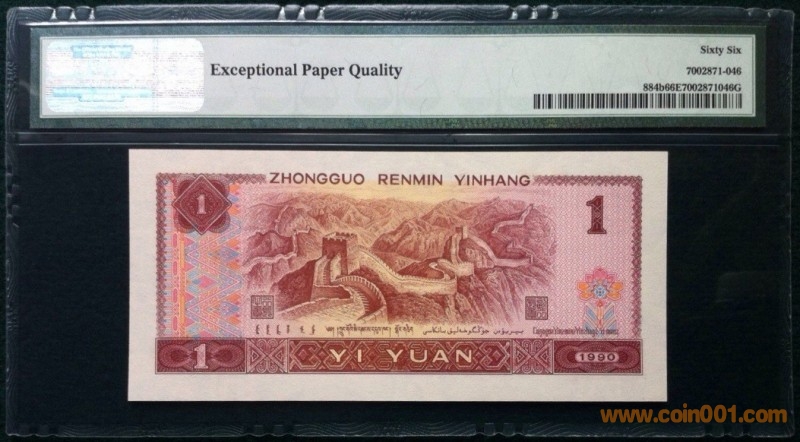 Exceptional Paper Quality
Sixty Six
7002871-046
884b66E7002871046G
ZHONGGUO RENMIN YINHANG
1
1
1
YI YUAN
1990
www.coin001.com